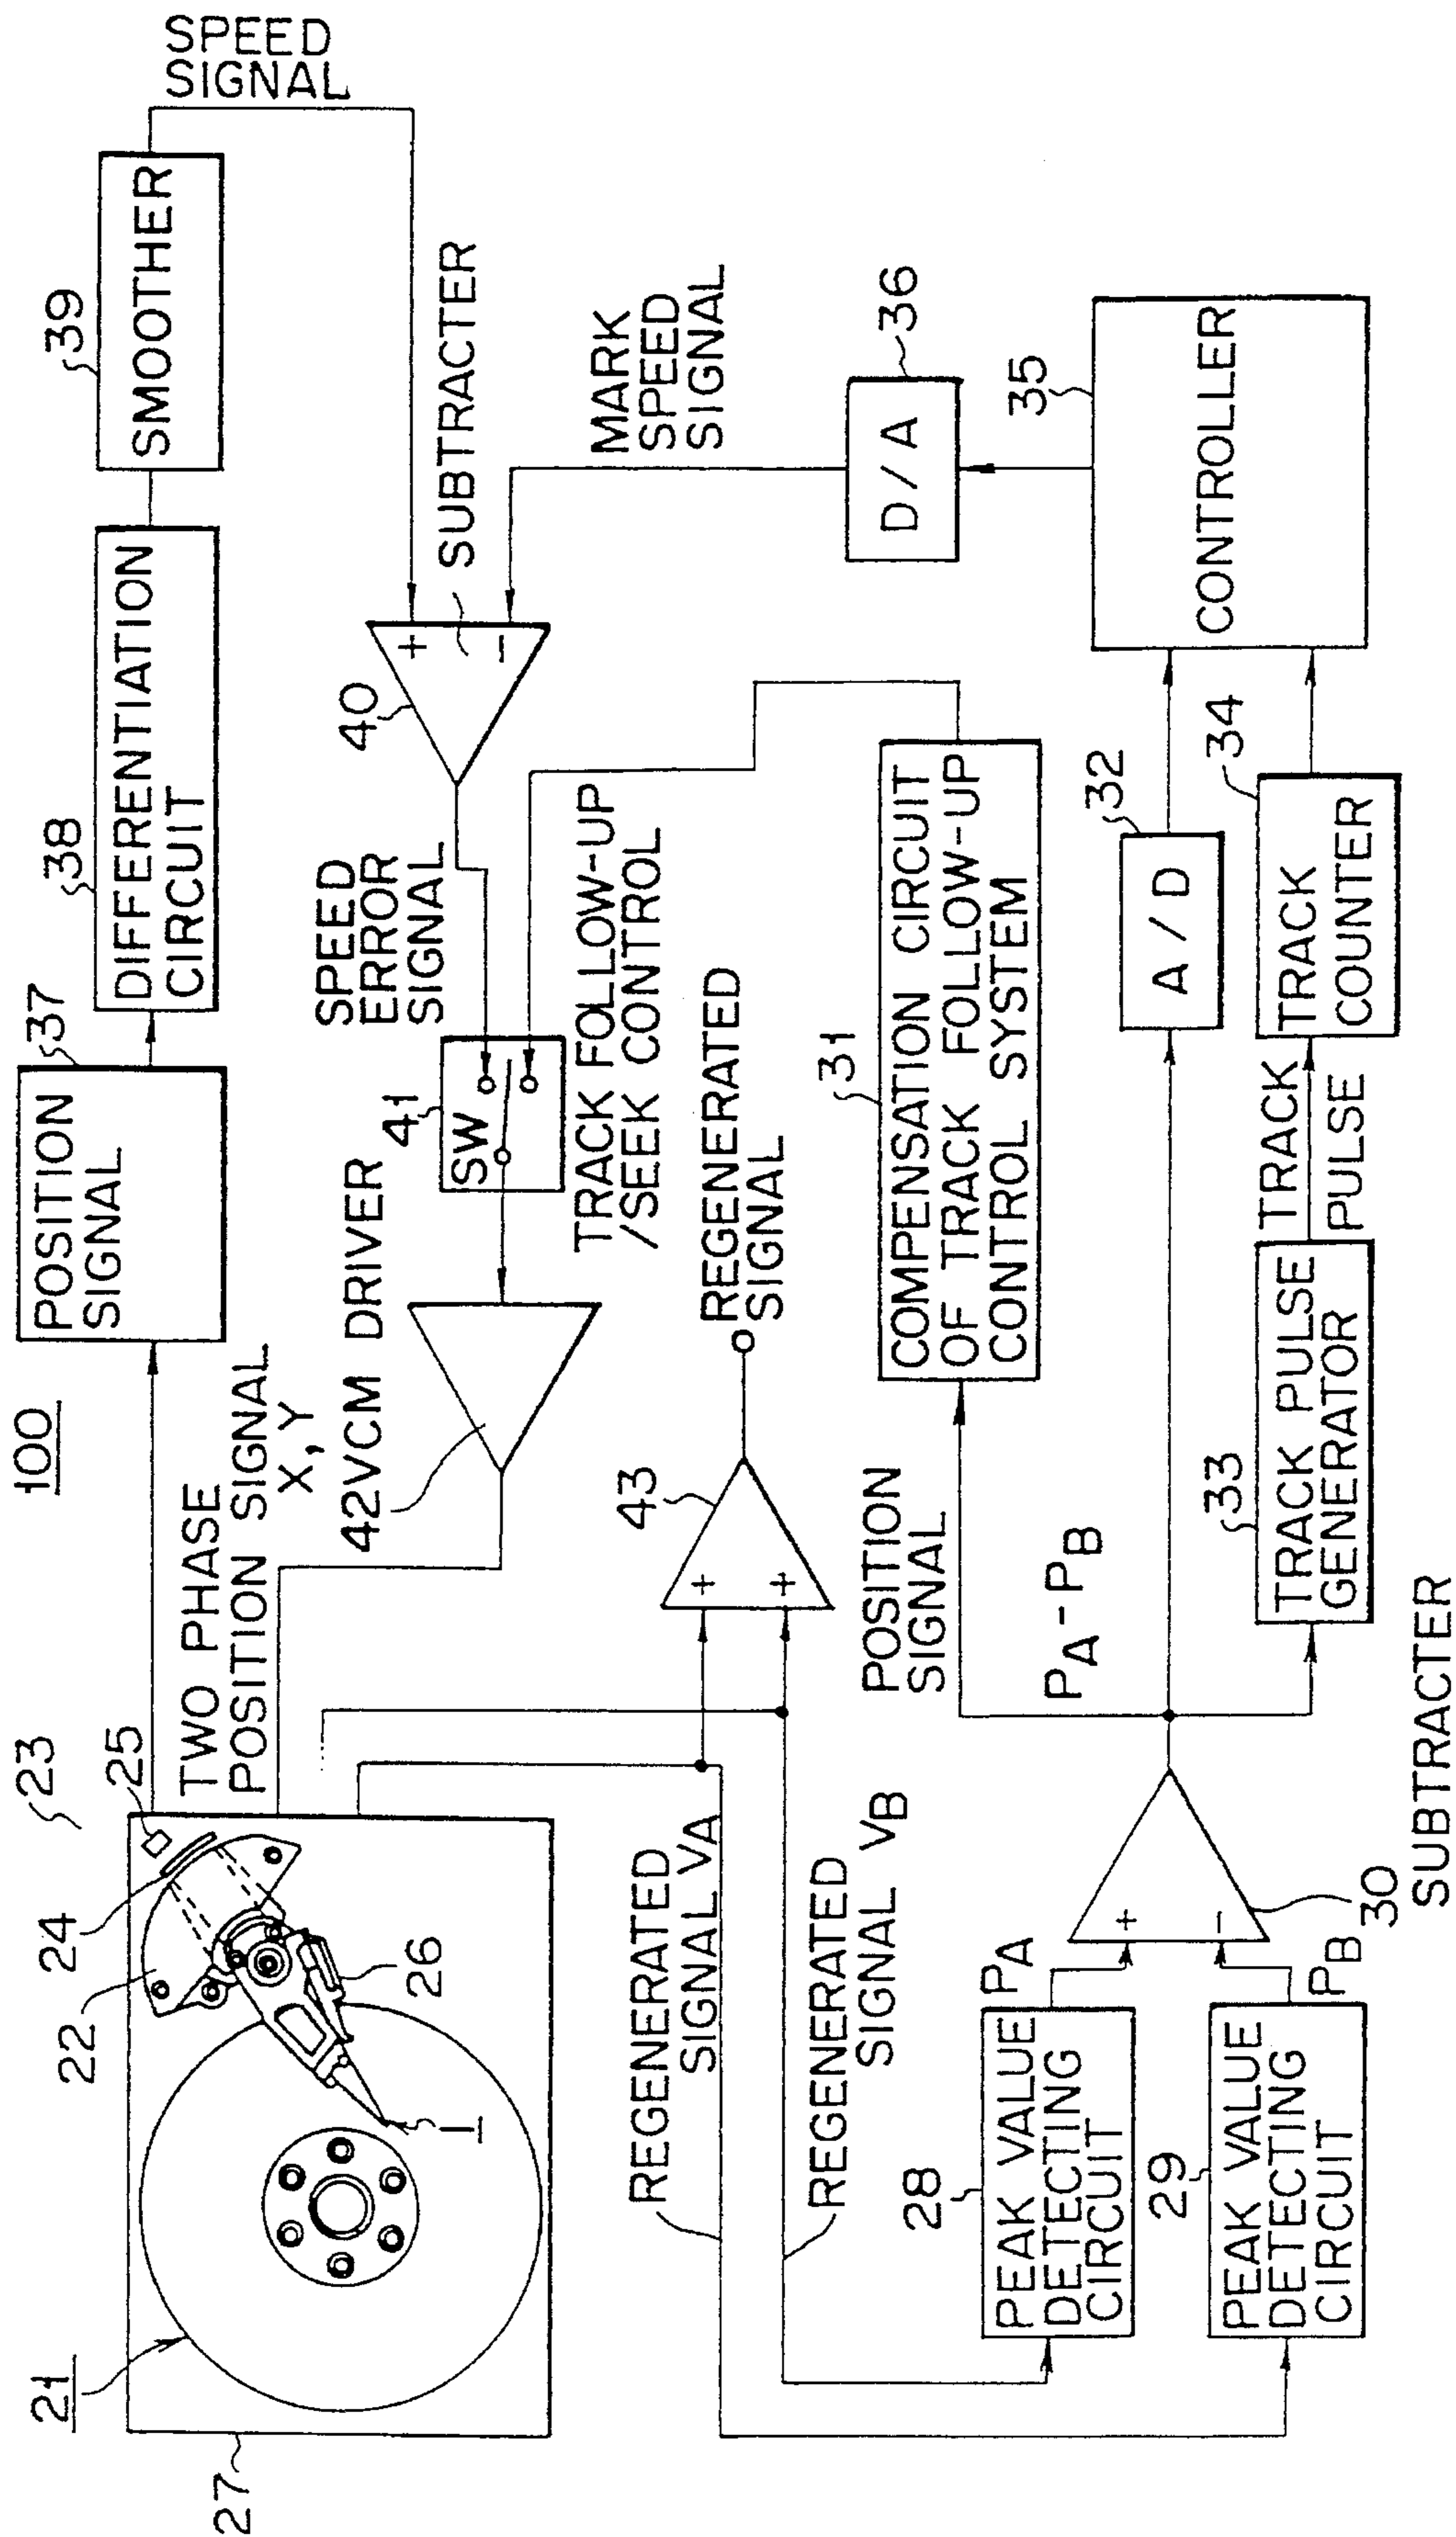 100
23
25
24
22
26
1
21
27
TWO PHASE
POSITION SIGNAL
X, Y
37
POSITION
SIGNAL
38
DIFFERENTIATION
CIRCUIT
39
SMOOTHER
SPEED
SIGNAL
40
+
−
SUBTRACTER
SPEED
ERROR
SIGNAL
41
SW
TRACK FOLLOW-UP
/SEEK CONTROL
42 VCM DRIVER
MARK
SPEED
SIGNAL
36
D/A
43
+
+
REGENERATED
SIGNAL
REGENERATED
SIGNAL VA
REGENERATED
SIGNAL VB
31
COMPENSATION CIRCUIT
OF TRACK FOLLOW-UP
CONTROL SYSTEM
POSITION
SIGNAL
PA-PB
32
A/D
35
CONTROLLER
28
PEAK VALUE
DETECTING
CIRCUIT
PA
29
PEAK VALUE
DETECTING
CIRCUIT
PB
+
−
30
SUBTRACTER
33
TRACK PULSE
GENERATOR
TRACK
PULSE
34
TRACK
COUNTER